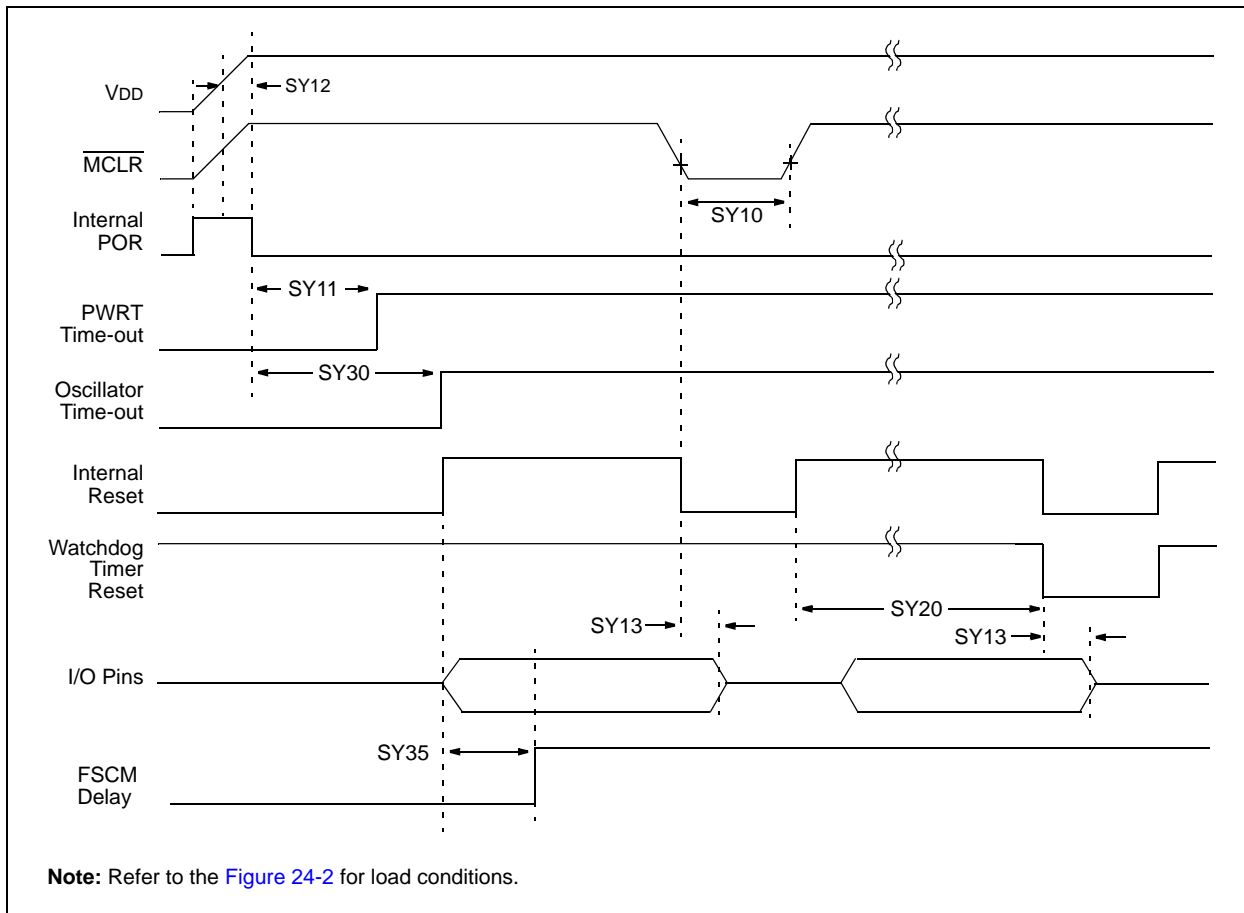 VDD
SY12
MCLR
SY10
Internal
POR
SY11
PWRT
Time-out
SY30
Oscillator
Time-out
Internal
Reset
Watchdog
Timer
Reset
SY20
SY13
SY13
I/O Pins
SY35
FSCM
Delay
Note: Refer to the Figure 24-2 for load conditions.